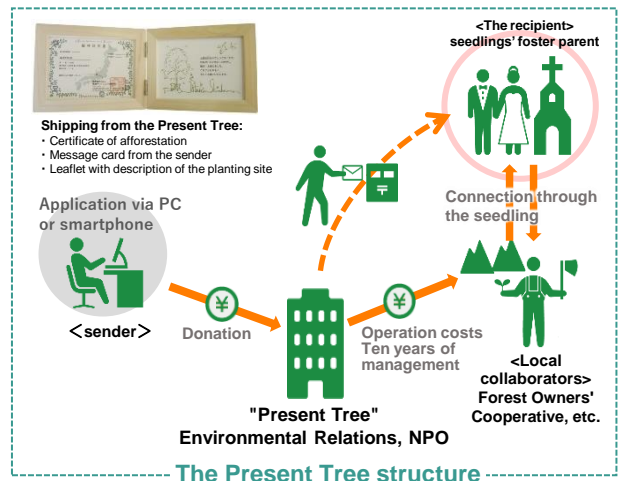 <The recipient>
seedlings' foster parent
Shipping from the Present Tree:
・Certificate of afforestation
・Message card from the sender
・Leaflet with description of the planting site
〒
Application via PC
or smartphone
Connection through
the seedling
<sender>
¥
Donation
¥
Operation costs
Ten years of
management
<Local
collaborators>
Forest Owners'
Cooperative, etc.
"Present Tree"
Environmental Relations, NPO
The Present Tree structure